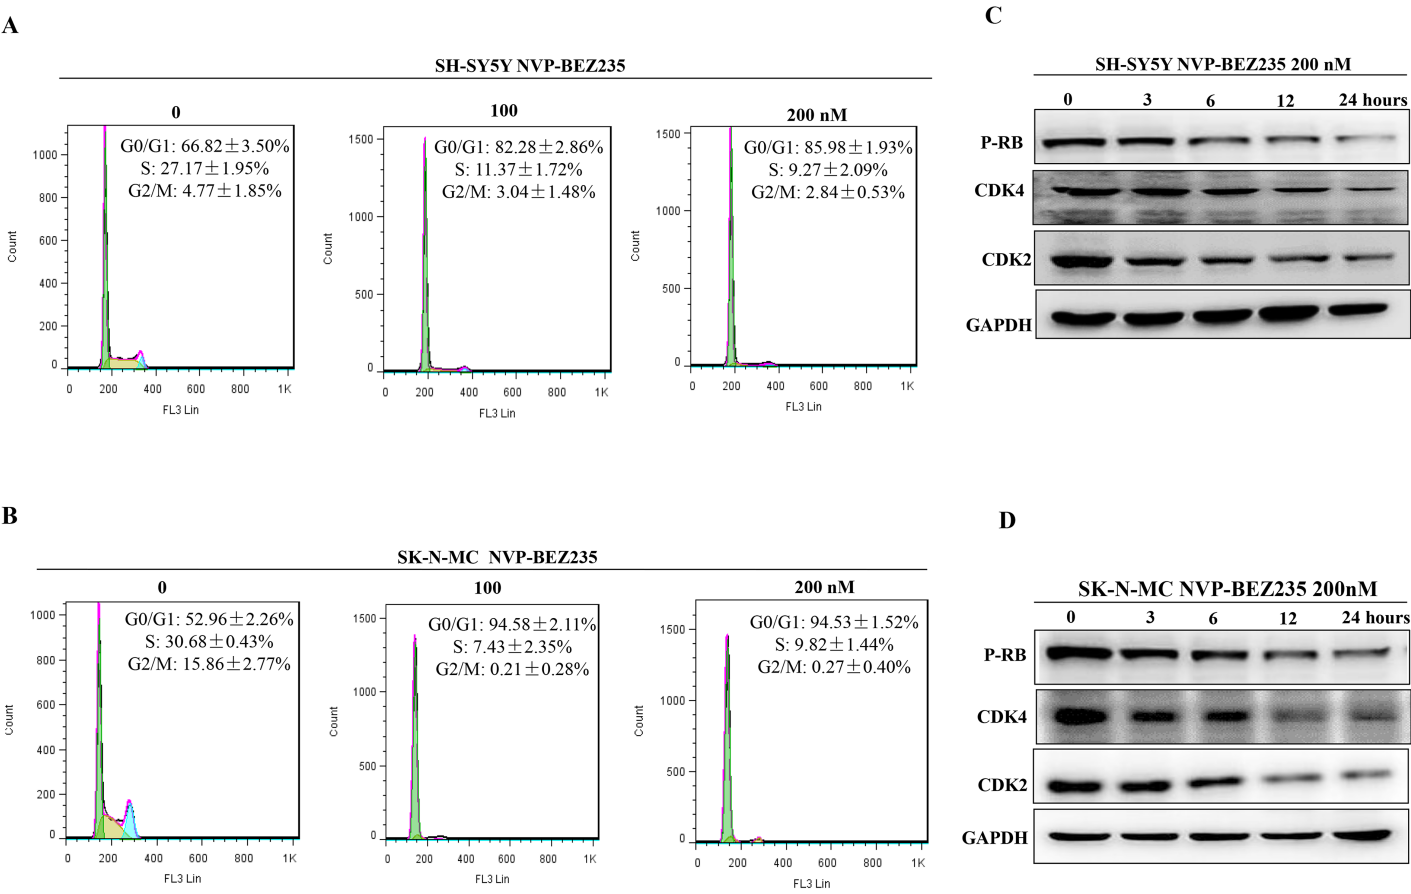 A
SH-SY5Y NVP-BEZ235
0
100
200 nM
G0/G1: 66.82±3.50%
S: 27.17±1.95%
G2/M: 4.77±1.85%
1000
800
600
400
200
0
Count
0 200 400 600 800 1K
FL3 Lin
G0/G1: 82.28±2.86%
S: 11.37±1.72%
G2/M: 3.04±1.48%
1500
1000
500
0
Count
0 200 400 600 800 1K
FL3 Lin
G0/G1: 85.98±1.93%
S: 9.27±2.09%
G2/M: 2.84±0.53%
1500
1000
500
0
Count
0 200 400 600 800 1K
FL3 Lin
B
SK-N-MC NVP-BEZ235
0
100
200 nM
G0/G1: 52.96±2.26%
S: 30.68±0.43%
G2/M: 15.86±2.77%
1000
800
600
400
200
0
Count
0 200 400 600 800 1K
FL3 Lin
G0/G1: 94.58±2.11%
S: 7.43±2.35%
G2/M: 0.21±0.28%
1500
1000
500
0
Count
0 200 400 600 800 1K
FL3 Lin
G0/G1: 94.53±1.52%
S: 9.82±1.44%
G2/M: 0.27±0.40%
1500
1000
500
0
Count
0 200 400 600 800 1K
FL3 Lin
C
SH-SY5Y NVP-BEZ235 200 nM
0 3 6 12 24 hours
P-RB
CDK4
CDK2
GAPDH
D
SK-N-MC NVP-BEZ235 200nM
0 3 6 12 24 hours
P-RB
CDK4
CDK2
GAPDH